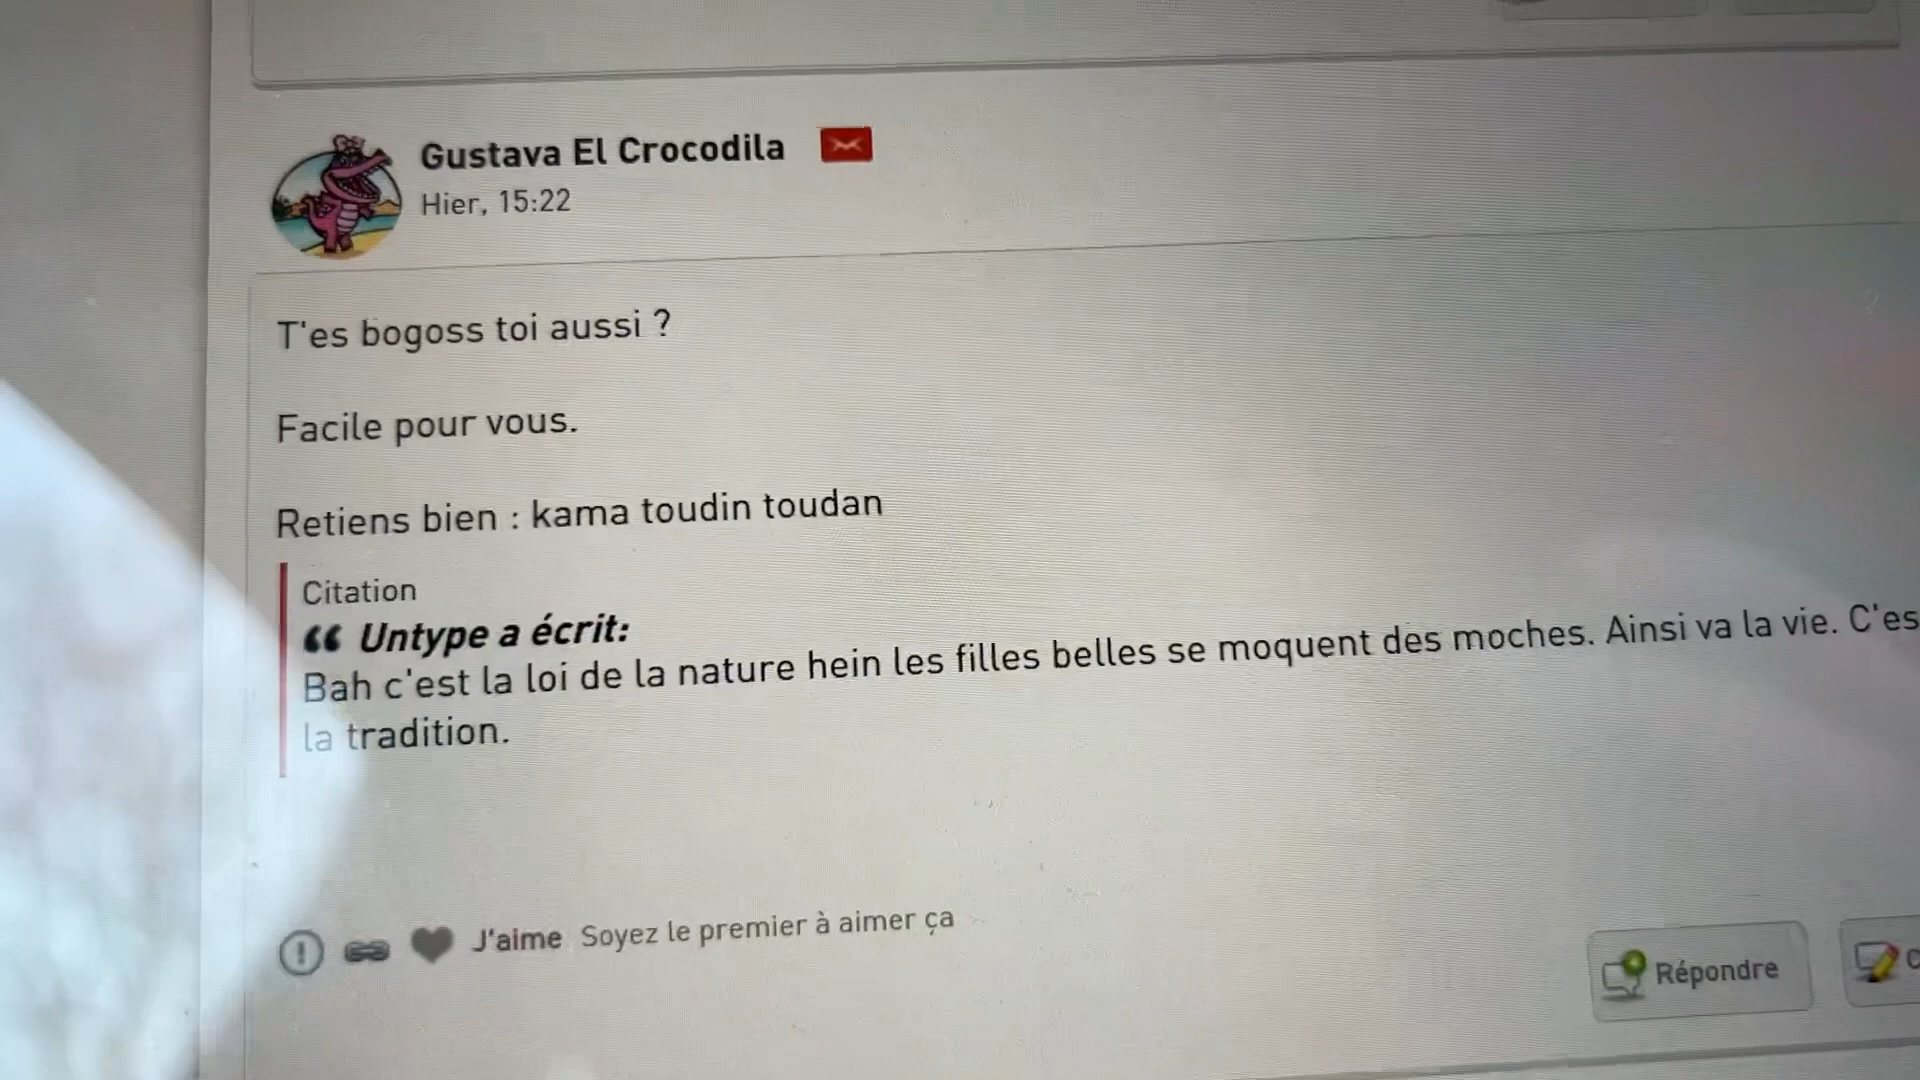 Gustava El Crocodila
Hier, 15:22
T'es bogoss toi aussi ?
Facile pour vous.
Retiens bien : kama toudin toudan
Citation
“ Untype a écrit:
Bah c'est la loi de la nature hein les filles belles se moquent des moches. Ainsi va la vie. C'es
la tradition.
J'aime Soyez le premier à aimer ça
Répondre